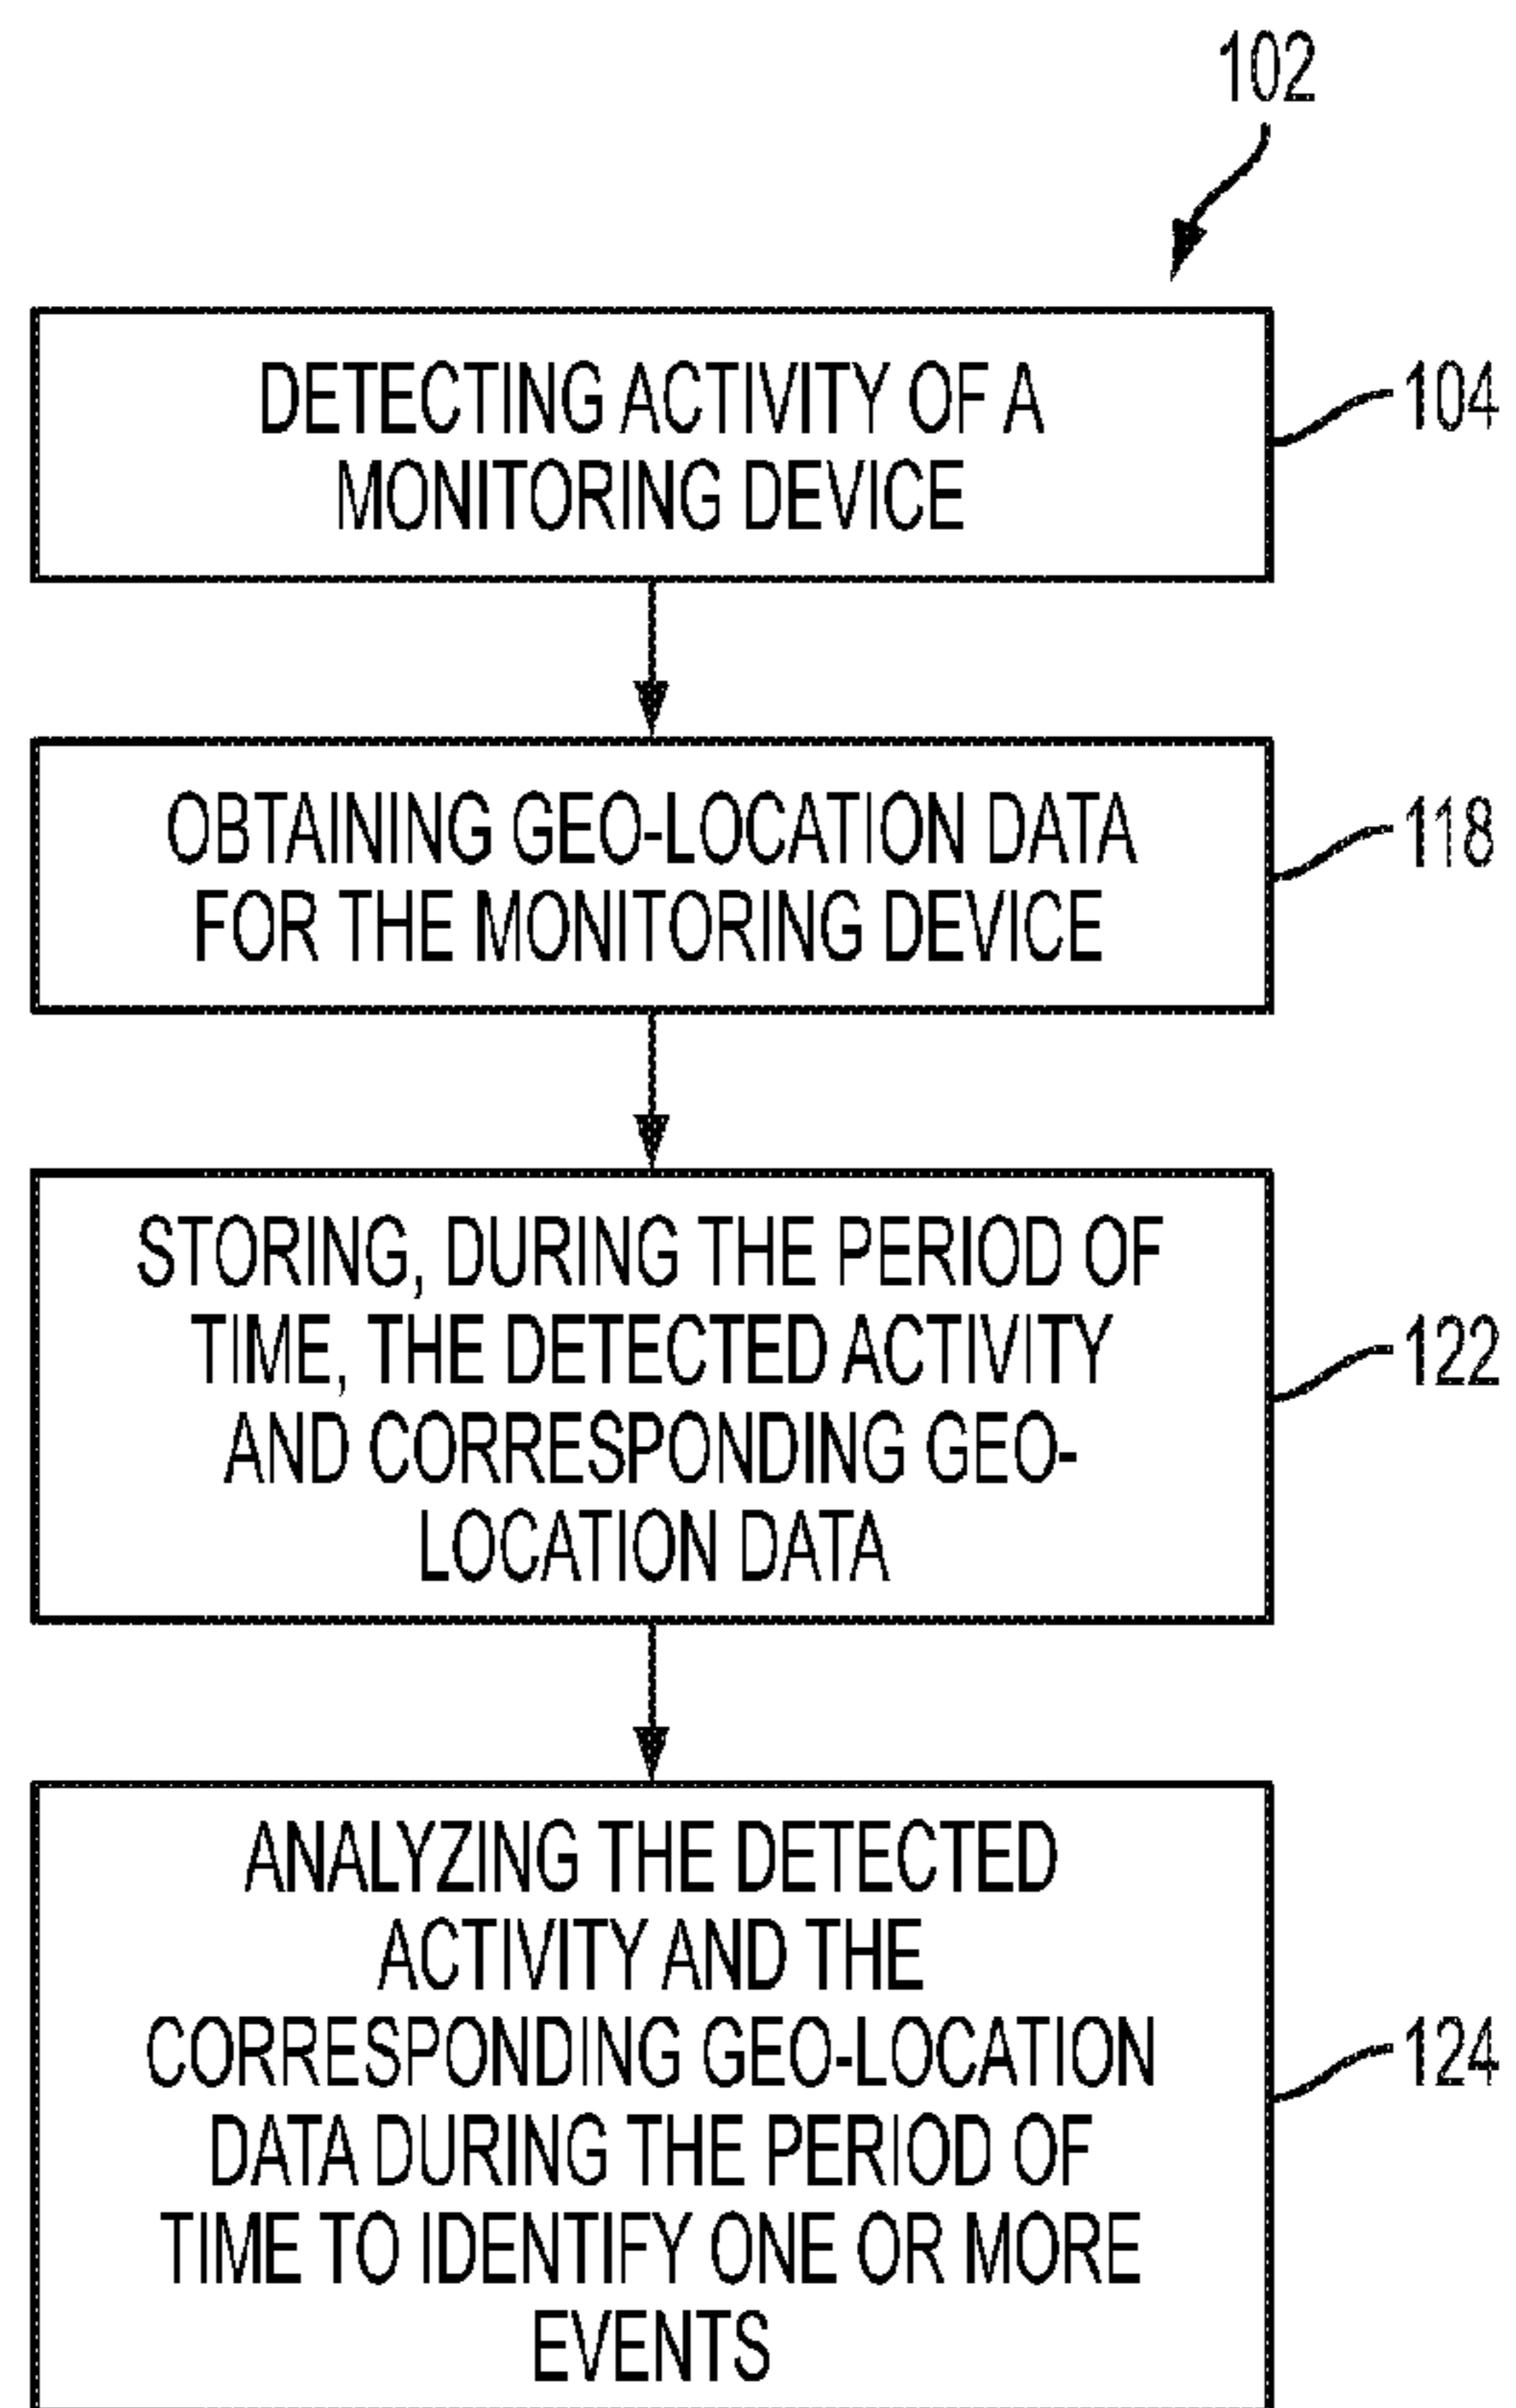 102
DETECTING ACTIVITY OF A
MONITORING DEVICE
104
OBTAINING GEO-LOCATION DATA
FOR THE MONITORING DEVICE
118
STORING, DURING THE PERIOD OF
TIME, THE DETECTED ACTIVITY
AND CORRESPONDING GEO-
LOCATION DATA
122
ANALYZING THE DETECTED
ACTIVITY AND THE
CORRESPONDING GEO-LOCATION
DATA DURING THE PERIOD OF
TIME TO IDENTIFY ONE OR MORE
EVENTS
124